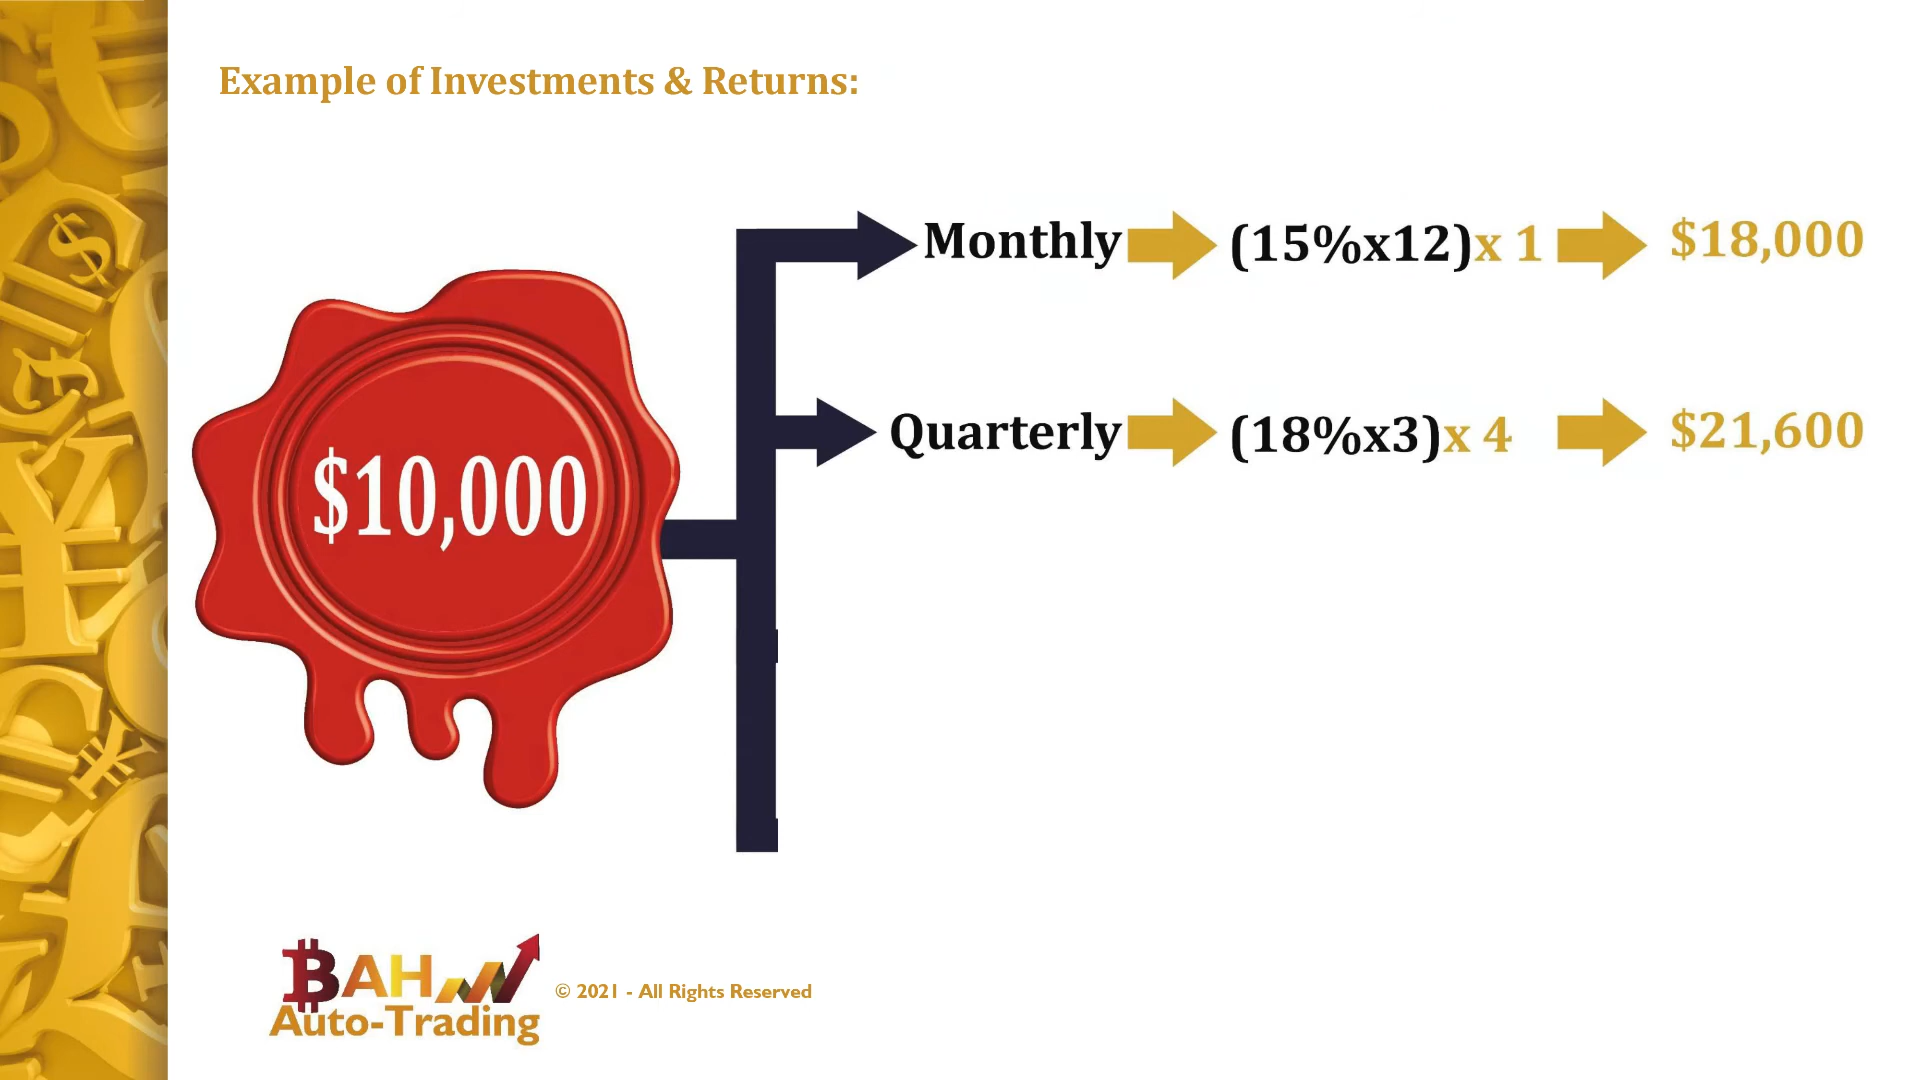 Example of Investments & Returns:
Monthly (15%x12)x 1 $18,000
Quarterly (18%x3)x 4 $21,600
$10,000
BAH
Auto-Trading
© 2021 - All Rights Reserved